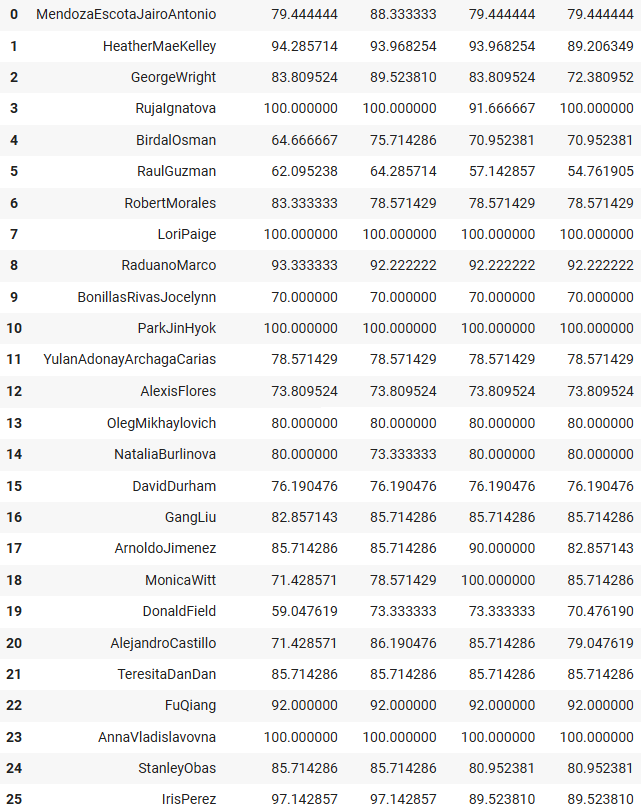 0 MendozaEscotaJairoAntonio 79.444444 88.333333 79.444444 79.444444
1 HeatherMaeKelley 94.285714 93.968254 93.968254 89.206349
2 GeorgeWright 83.809524 89.523810 83.809524 72.380952
3 RujaIgnatova 100.000000 100.000000 91.666667 100.000000
4 BirdalOsman 64.666667 75.714286 70.952381 70.952381
5 RaulGuzman 62.095238 64.285714 57.142857 54.761905
6 RobertMorales 83.333333 78.571429 78.571429 78.571429
7 LoriPaige 100.000000 100.000000 100.000000 100.000000
8 RaduanoMarco 93.333333 92.222222 92.222222 92.222222
9 BonillasRivasJocelynn 70.000000 70.000000 70.000000 70.000000
10 ParkJinHyok 100.000000 100.000000 100.000000 100.000000
11 YulanAdonayArchagaCarias 78.571429 78.571429 78.571429 78.571429
12 AlexisFlores 73.809524 73.809524 73.809524 73.809524
13 OlegMikhaylovich 80.000000 80.000000 80.000000 80.000000
14 NataliaBurlinova 80.000000 73.333333 80.000000 80.000000
15 DavidDurham 76.190476 76.190476 76.190476 76.190476
16 GangLiu 82.857143 85.714286 85.714286 85.714286
17 ArnoldoJimenez 85.714286 85.714286 90.000000 82.857143
18 MonicaWitt 71.428571 78.571429 100.000000 85.714286
19 DonaldField 59.047619 73.333333 73.333333 70.476190
20 AlejandroCastillo 71.428571 86.190476 85.714286 79.047619
21 TeresitaDanDan 85.714286 85.714286 85.714286 85.714286
22 FuQiang 92.000000 92.000000 92.000000 92.000000
23 AnnaVladislavovna 100.000000 100.000000 100.000000 100.000000
24 StanleyObas 85.714286 85.714286 80.952381 80.952381
25 IrisPerez 97.142857 97.142857 89.523810 89.523810